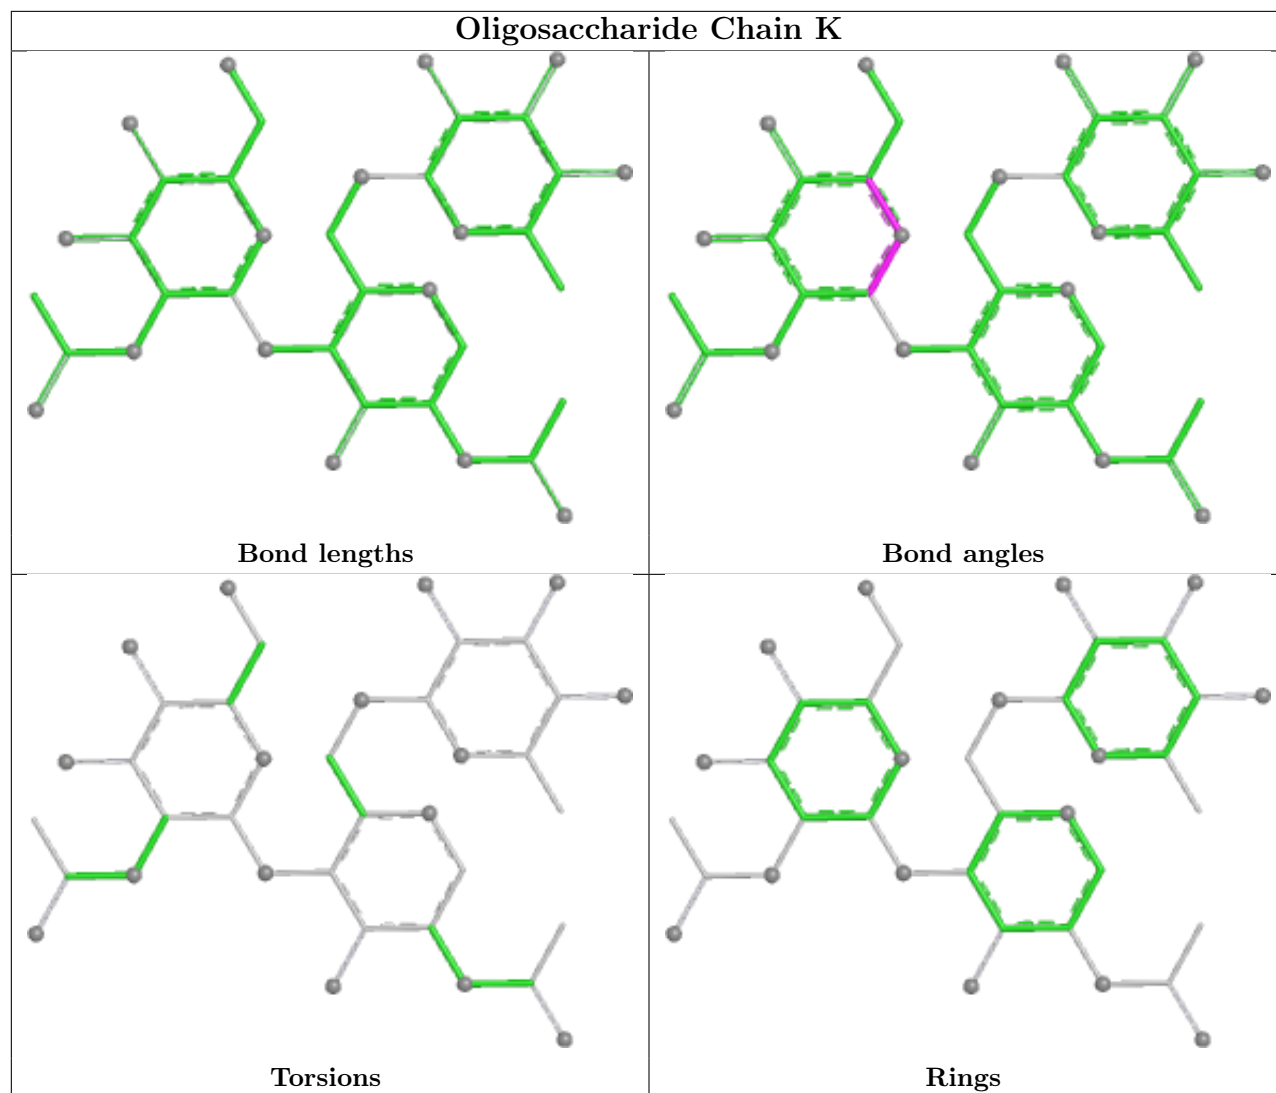 Oligosaccharide Chain K
Bond lengths
Bond angles
Torsions
Rings